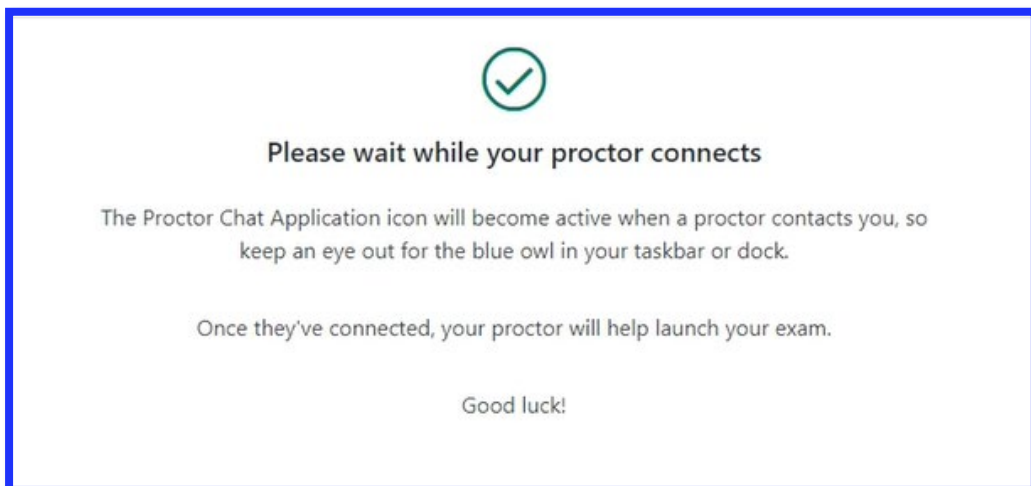 Please wait while your proctor connects
The Proctor Chat Application icon will become active when a proctor contacts you, so
keep an eye out for the blue owl in your taskbar or dock.
Once they've connected, your proctor will help launch your exam.
Good luck!